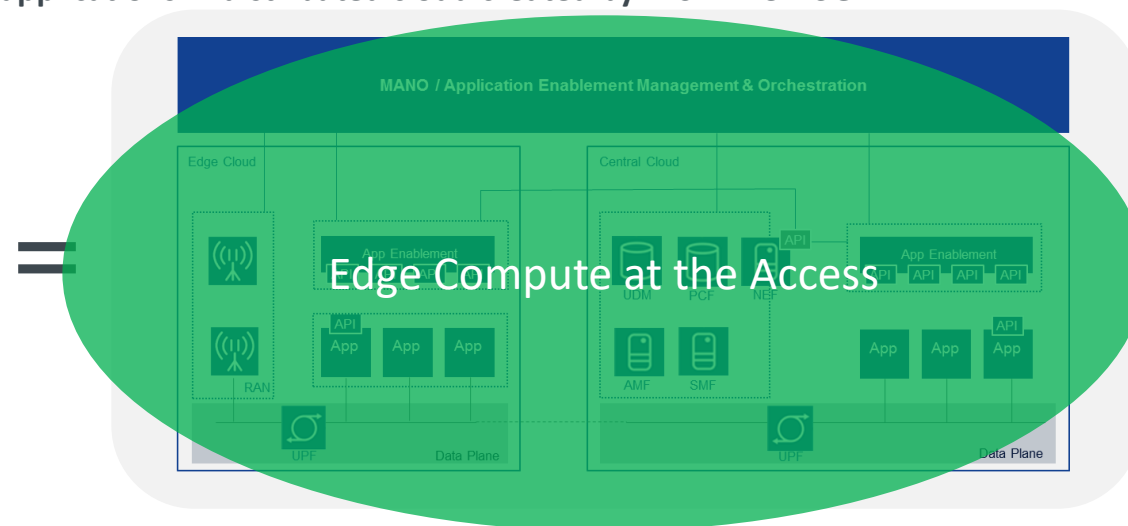 MANO / Application Enablement Management & Orchestration
Edge Cloud
Central Cloud
API
App Enablement
API API
App Enablement
API API API API
Edge Compute at the Access
UDM PCF NEF
API
App App App
API
App App App
AMF SMF
RAN
UPF
Data Plane
UPF
Data Plane